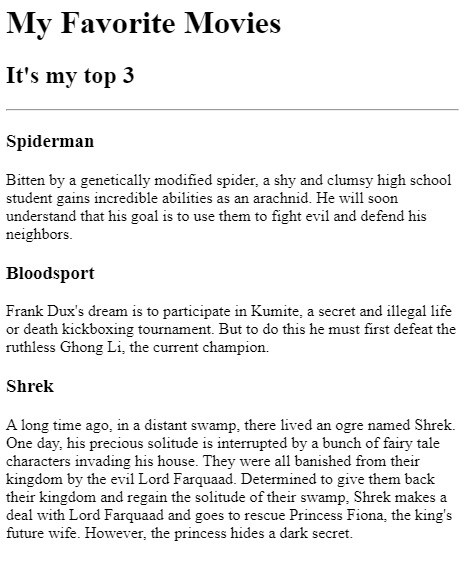 My Favorite Movies
It's my top 3
Spiderman
Bitten by a genetically modified spider, a shy and clumsy high school
student gains incredible abilities as an arachnid. He will soon
understand that his goal is to use them to fight evil and defend his
neighbors.
Bloodsport
Frank Dux's dream is to participate in Kumite, a secret and illegal life
or death kickboxing tournament. But to do this he must first defeat the
ruthless Ghong Li, the current champion.
Shrek
A long time ago, in a distant swamp, there lived an ogre named Shrek.
One day, his precious solitude is interrupted by a bunch of fairy tale
characters invading his house. They were all banished from their
kingdom by the evil Lord Farquaad. Determined to give them back
their kingdom and regain the solitude of their swamp, Shrek makes a
deal with Lord Farquaad and goes to rescue Princess Fiona, the king's
future wife. However, the princess hides a dark secret.